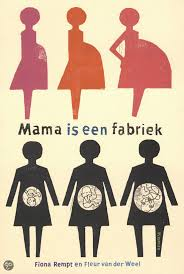 Mama is een fabriek
Fiona Rempt en Fleur van der Weel